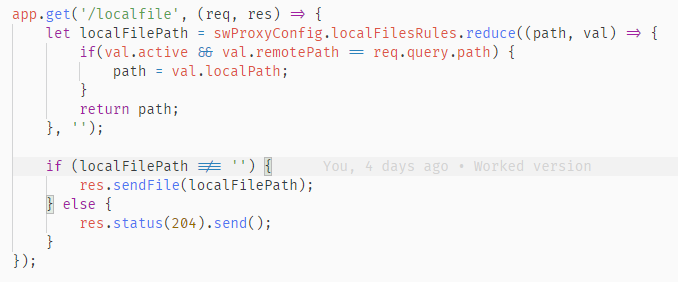 app.get('/localfile', (req, res) => {
    let localFilePath = swProxyConfig.localFilesRules.reduce((path, val) => {
        if(val.active && val.remotePath == req.query.path) {
            path = val.localPath;
        }
        return path;
    }, '');

    if (localFilePath !== '') {      You, 4 days ago • Worked version
        res.sendFile(localFilePath);
    } else {
        res.status(204).send();
    }
});